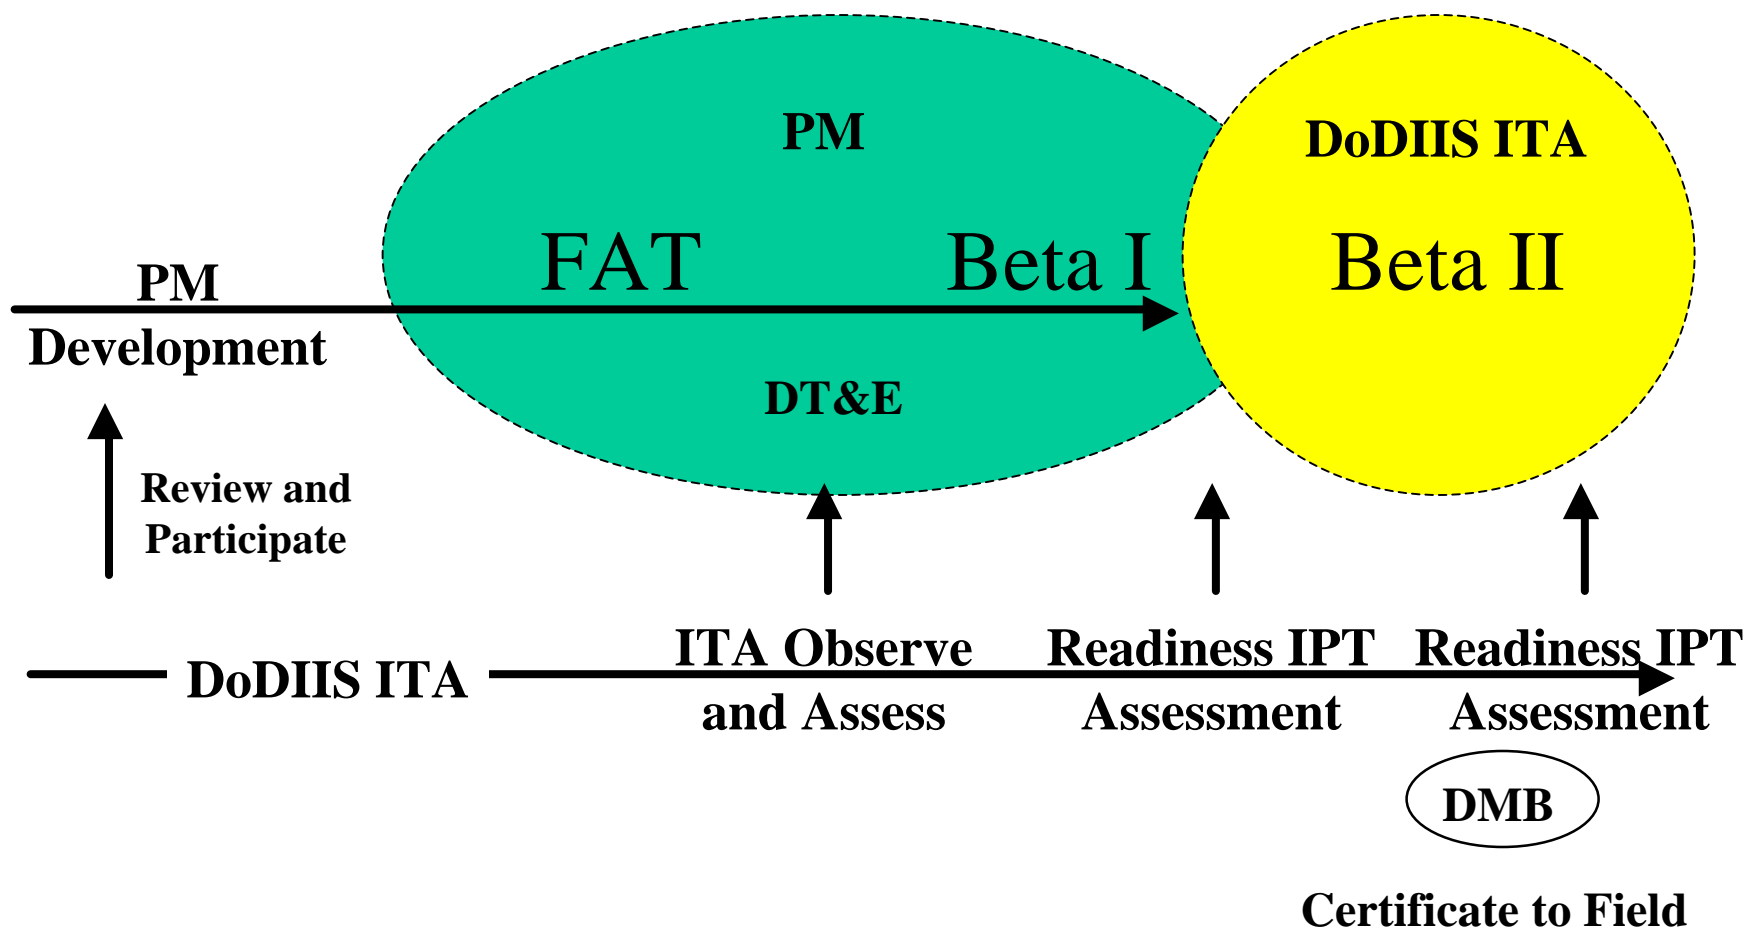 PM
DoDIIS ITA
FAT
Beta I
Beta II
PM
Development
DT&E
Review and
Participate
DoDIIS ITA
ITA Observe
and Assess
Readiness IPT
Assessment
Readiness IPT
Assessment
DMB
Certificate to Field